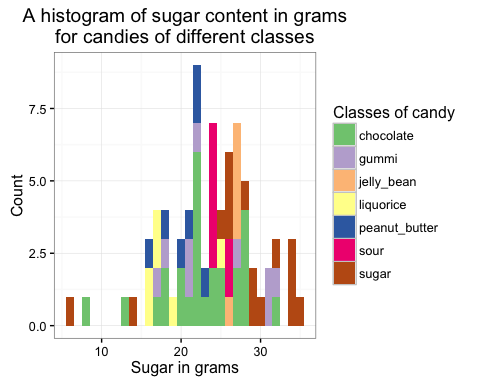 A histogram of sugar content in grams
for candies of different classes
7.5
5.0
2.5
0.0
Count
10
20
30
Sugar in grams
Classes of candy
chocolate
gummi
jelly_bean
liquorice
peanut_butter
sour
sugar